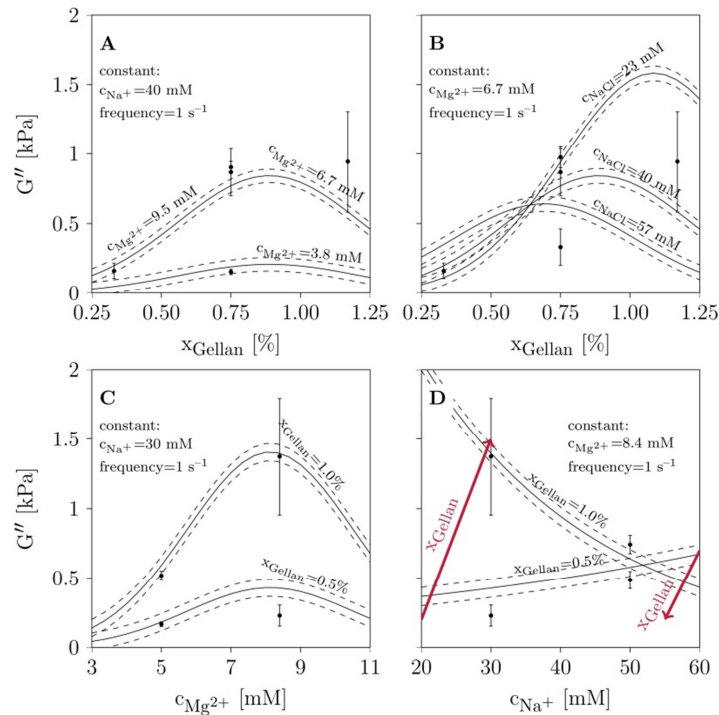 A
constant:
c_Na⁺=40 mM
frequency=1 s⁻¹
c_Mg²⁺=6.7 mM
c_Mg²⁺=9.5 mM
c_Mg²⁺=3.8 mM
G″ [kPa]
2
1.5
1
0.5
0
0.25 0.50 0.75 1.00 1.25
x_Gellan [%]
B
constant:
c_Mg²⁺=6.7 mM
frequency=1 s⁻¹
c_NaCl=23 mM
c_NaCl=40 mM
c_NaCl=57 mM
0.25 0.50 0.75 1.00 1.25
x_Gellan [%]
C
constant:
c_Na⁺=30 mM
frequency=1 s⁻¹
x_Gellan=1.0%
x_Gellan=0.5%
G″ [kPa]
2
1.5
1
0.5
0
3 5 7 9 11
c_Mg²⁺ [mM]
D
constant:
c_Mg²⁺=8.4 mM
frequency=1 s⁻¹
x_Gellan=1.0%
x_Gellan=0.5%
x_Gellan
x_Gellan
20 30 40 50 60
c_Na⁺ [mM]